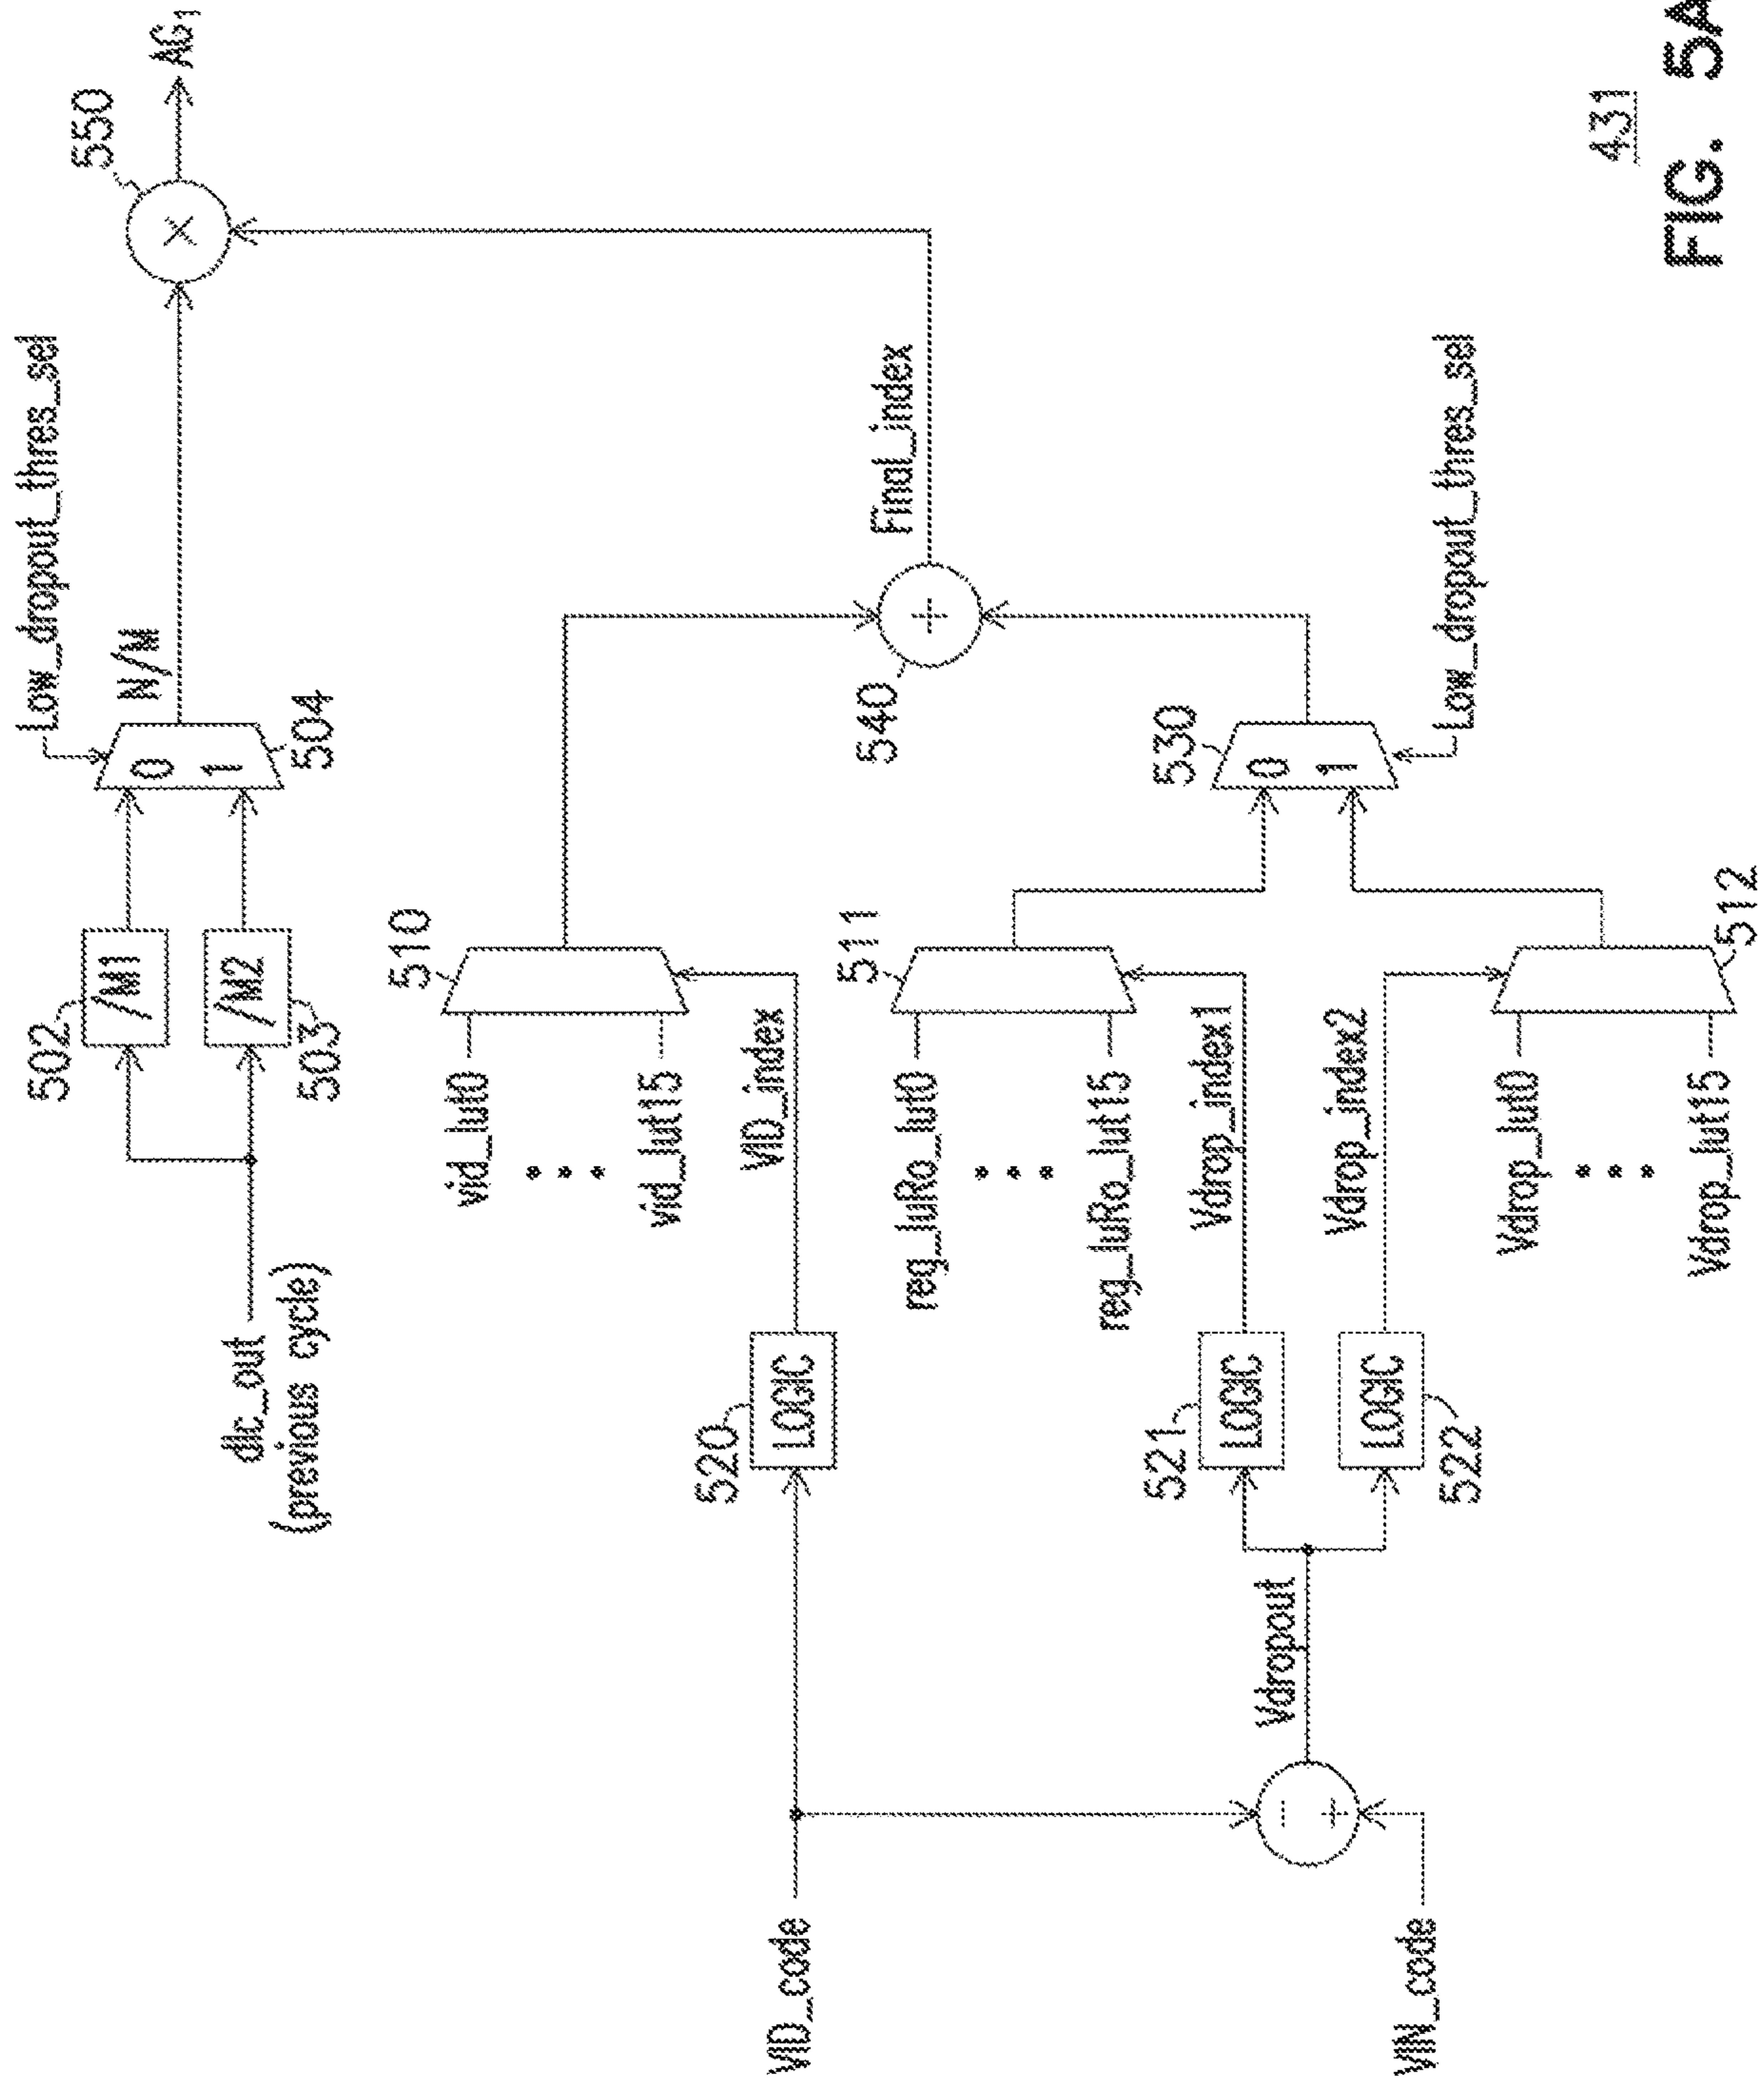 dlc_out
(previous cycle)
502
/M1
/M2
503
Low_dropout_thres_sel
0
1
504
N/M
550
×
AG₁
510
vid_lut0
vid_lut15
VID_index
VID_code
520
LOGIC
511
reg_luRo_lut0
reg_luRo_lut15
Vdrop_index1
Vdrop_index2
Vdrop_lut0
Vdrop_lut15
512
521
LOGIC
LOGIC
522
Vdropout
−
+
VIN_code
530
0
1
Low_dropout_thres_sel
540
+
Final_index
431
FIG. 5A